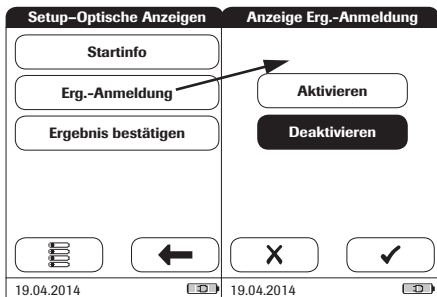 Setup-Optische Anzeigen
Startinfo
Erg.-Anmeldung
Ergebnis bestätigen
19.04.2014
Anzeige Erg.-Anmeldung
Aktivieren
Deaktivieren
19.04.2014